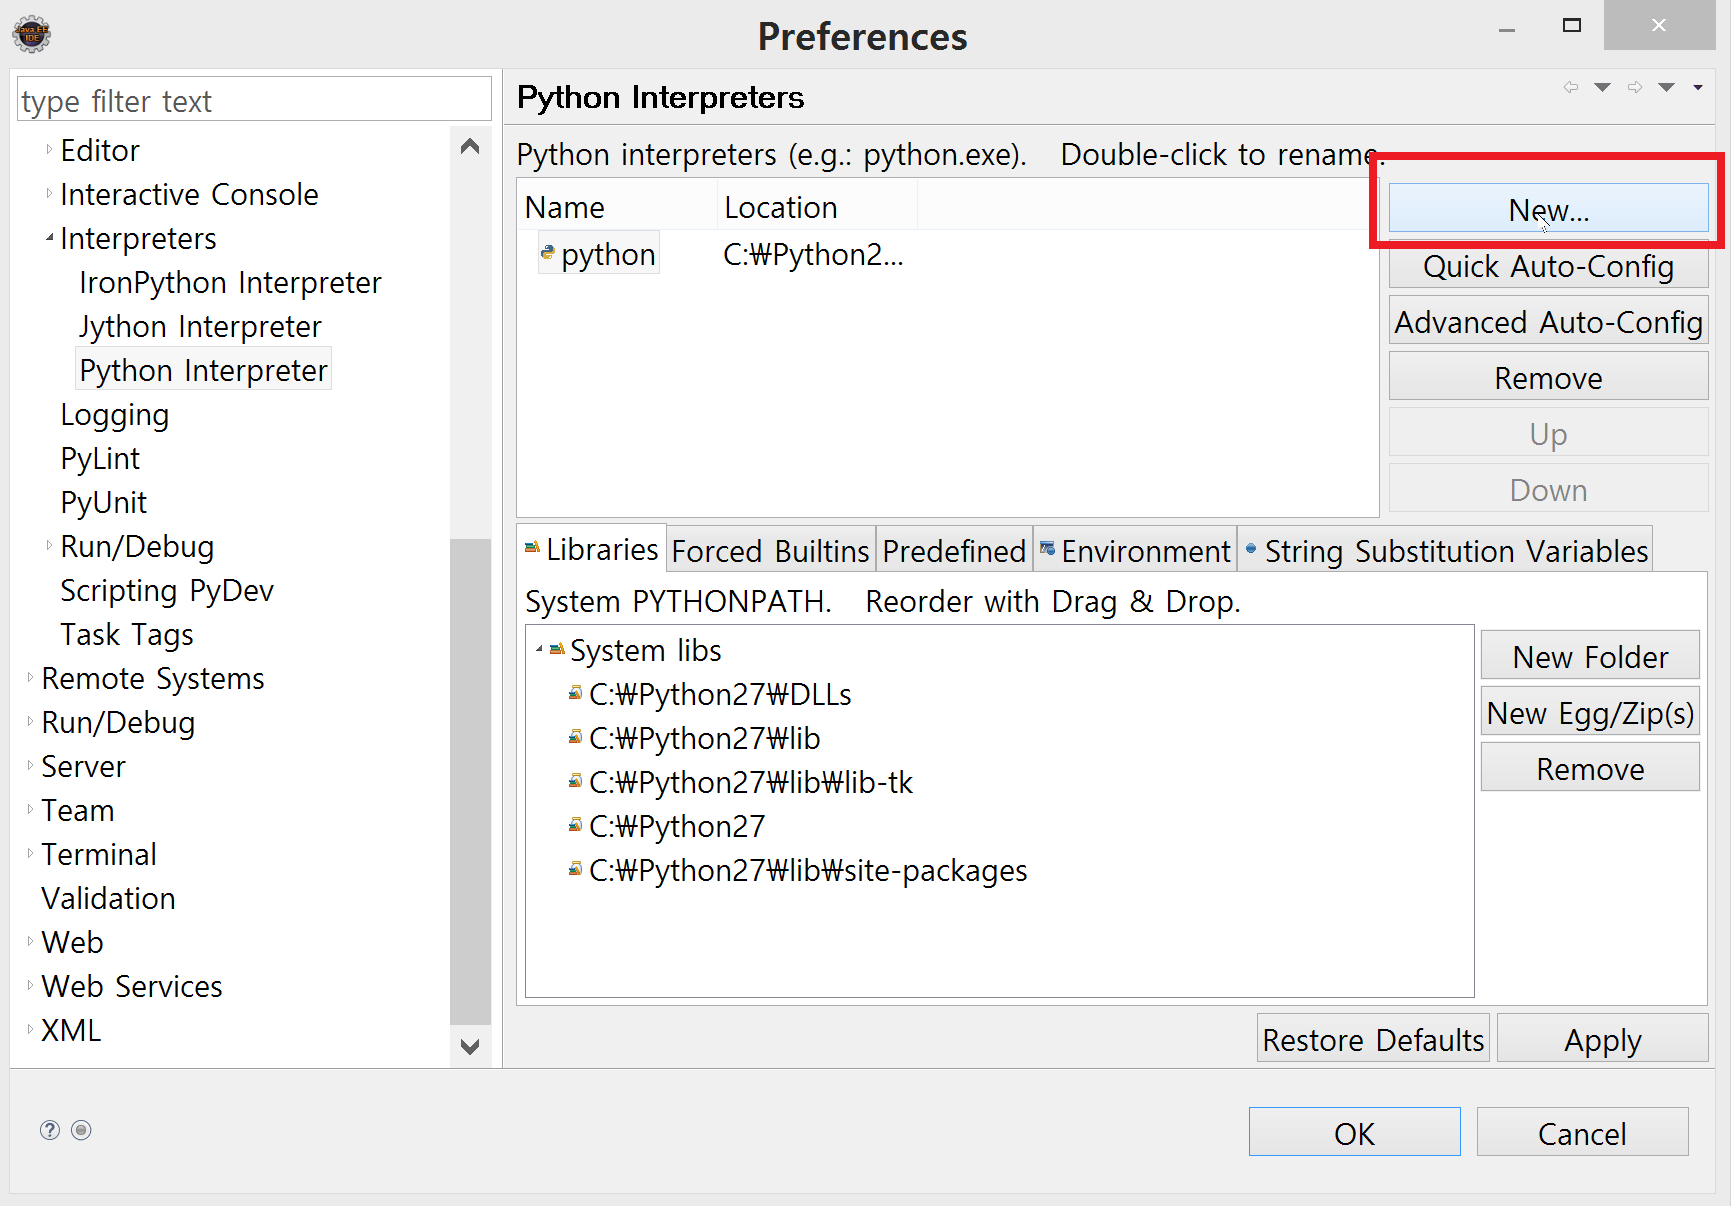 Java EE
IDE
Preferences
type filter text
Editor
Interactive Console
Interpreters
IronPython Interpreter
Jython Interpreter
Python Interpreter
Logging
PyLint
PyUnit
Run/Debug
Scripting PyDev
Task Tags
Remote Systems
Run/Debug
Server
Team
Terminal
Validation
Web
Web Services
XML
Python Interpreters
Python interpreters (e.g.: python.exe).   Double-click to rename.
Name Location
python C:₩Python2...
New...
Quick Auto-Config
Advanced Auto-Config
Remove
Up
Down
Libraries Forced Builtins Predefined Environment String Substitution Variables
System PYTHONPATH.   Reorder with Drag & Drop.
System libs
C:₩Python27₩DLLs
C:₩Python27₩lib
C:₩Python27₩lib₩lib-tk
C:₩Python27
C:₩Python27₩lib₩site-packages
New Folder
New Egg/Zip(s)
Remove
Restore Defaults Apply
? OK Cancel